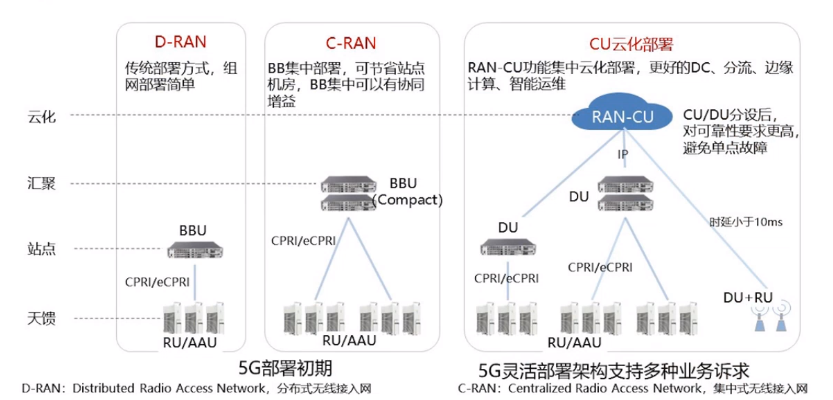 D-RAN
传统部署方式，组
网部署简单
C-RAN
BB集中部署，可节省站点
机房，BB集中可以有协同
增益
CU云化部署
RAN-CU功能集中云化部署，更好的DC、分流、边缘
计算、智能运维
云化
RAN-CU
CU/DU分设后，
对可靠性要求更高，
避免单点故障
IP
汇聚
BBU
(Compact)
DU
时延小于10ms
站点
BBU
CPRI/eCPRI
DU
CPRI/eCPRI
CPRI/eCPRI
CPRI/eCPRI
DU+RU
天馈
RU/AAU
RU/AAU
RU/AAU
5G部署初期
5G灵活部署架构支持多种业务诉求
D-RAN：Distributed Radio Access Network，分布式无线接入网
C-RAN：Centralized Radio Access Network，集中式无线接入网